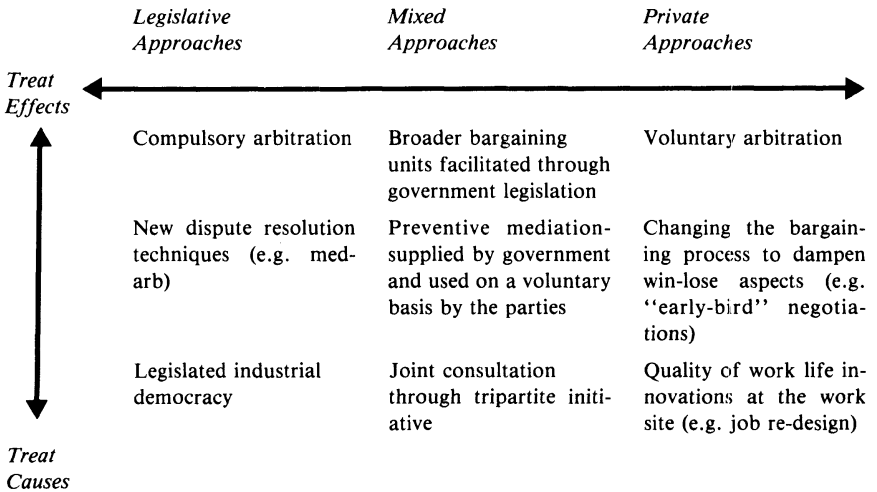 Legislative Approaches
Mixed Approaches
Private Approaches
Treat
Effects
Compulsory arbitration
Broader bargaining
units facilitated through
government legislation
Voluntary arbitration
New dispute resolution
techniques (e.g. med-
arb)
Preventive mediation-
supplied by government
and used on a voluntary
basis by the parties
Changing the bargain-
ing process to dampen
win-lose aspects (e.g.
‘‘early-bird’’ negotia-
tions)
Legislated industrial
democracy
Joint consultation
through tripartite initi-
ative
Quality of work life in-
novations at the work
site (e.g. job re-design)
Treat
Causes